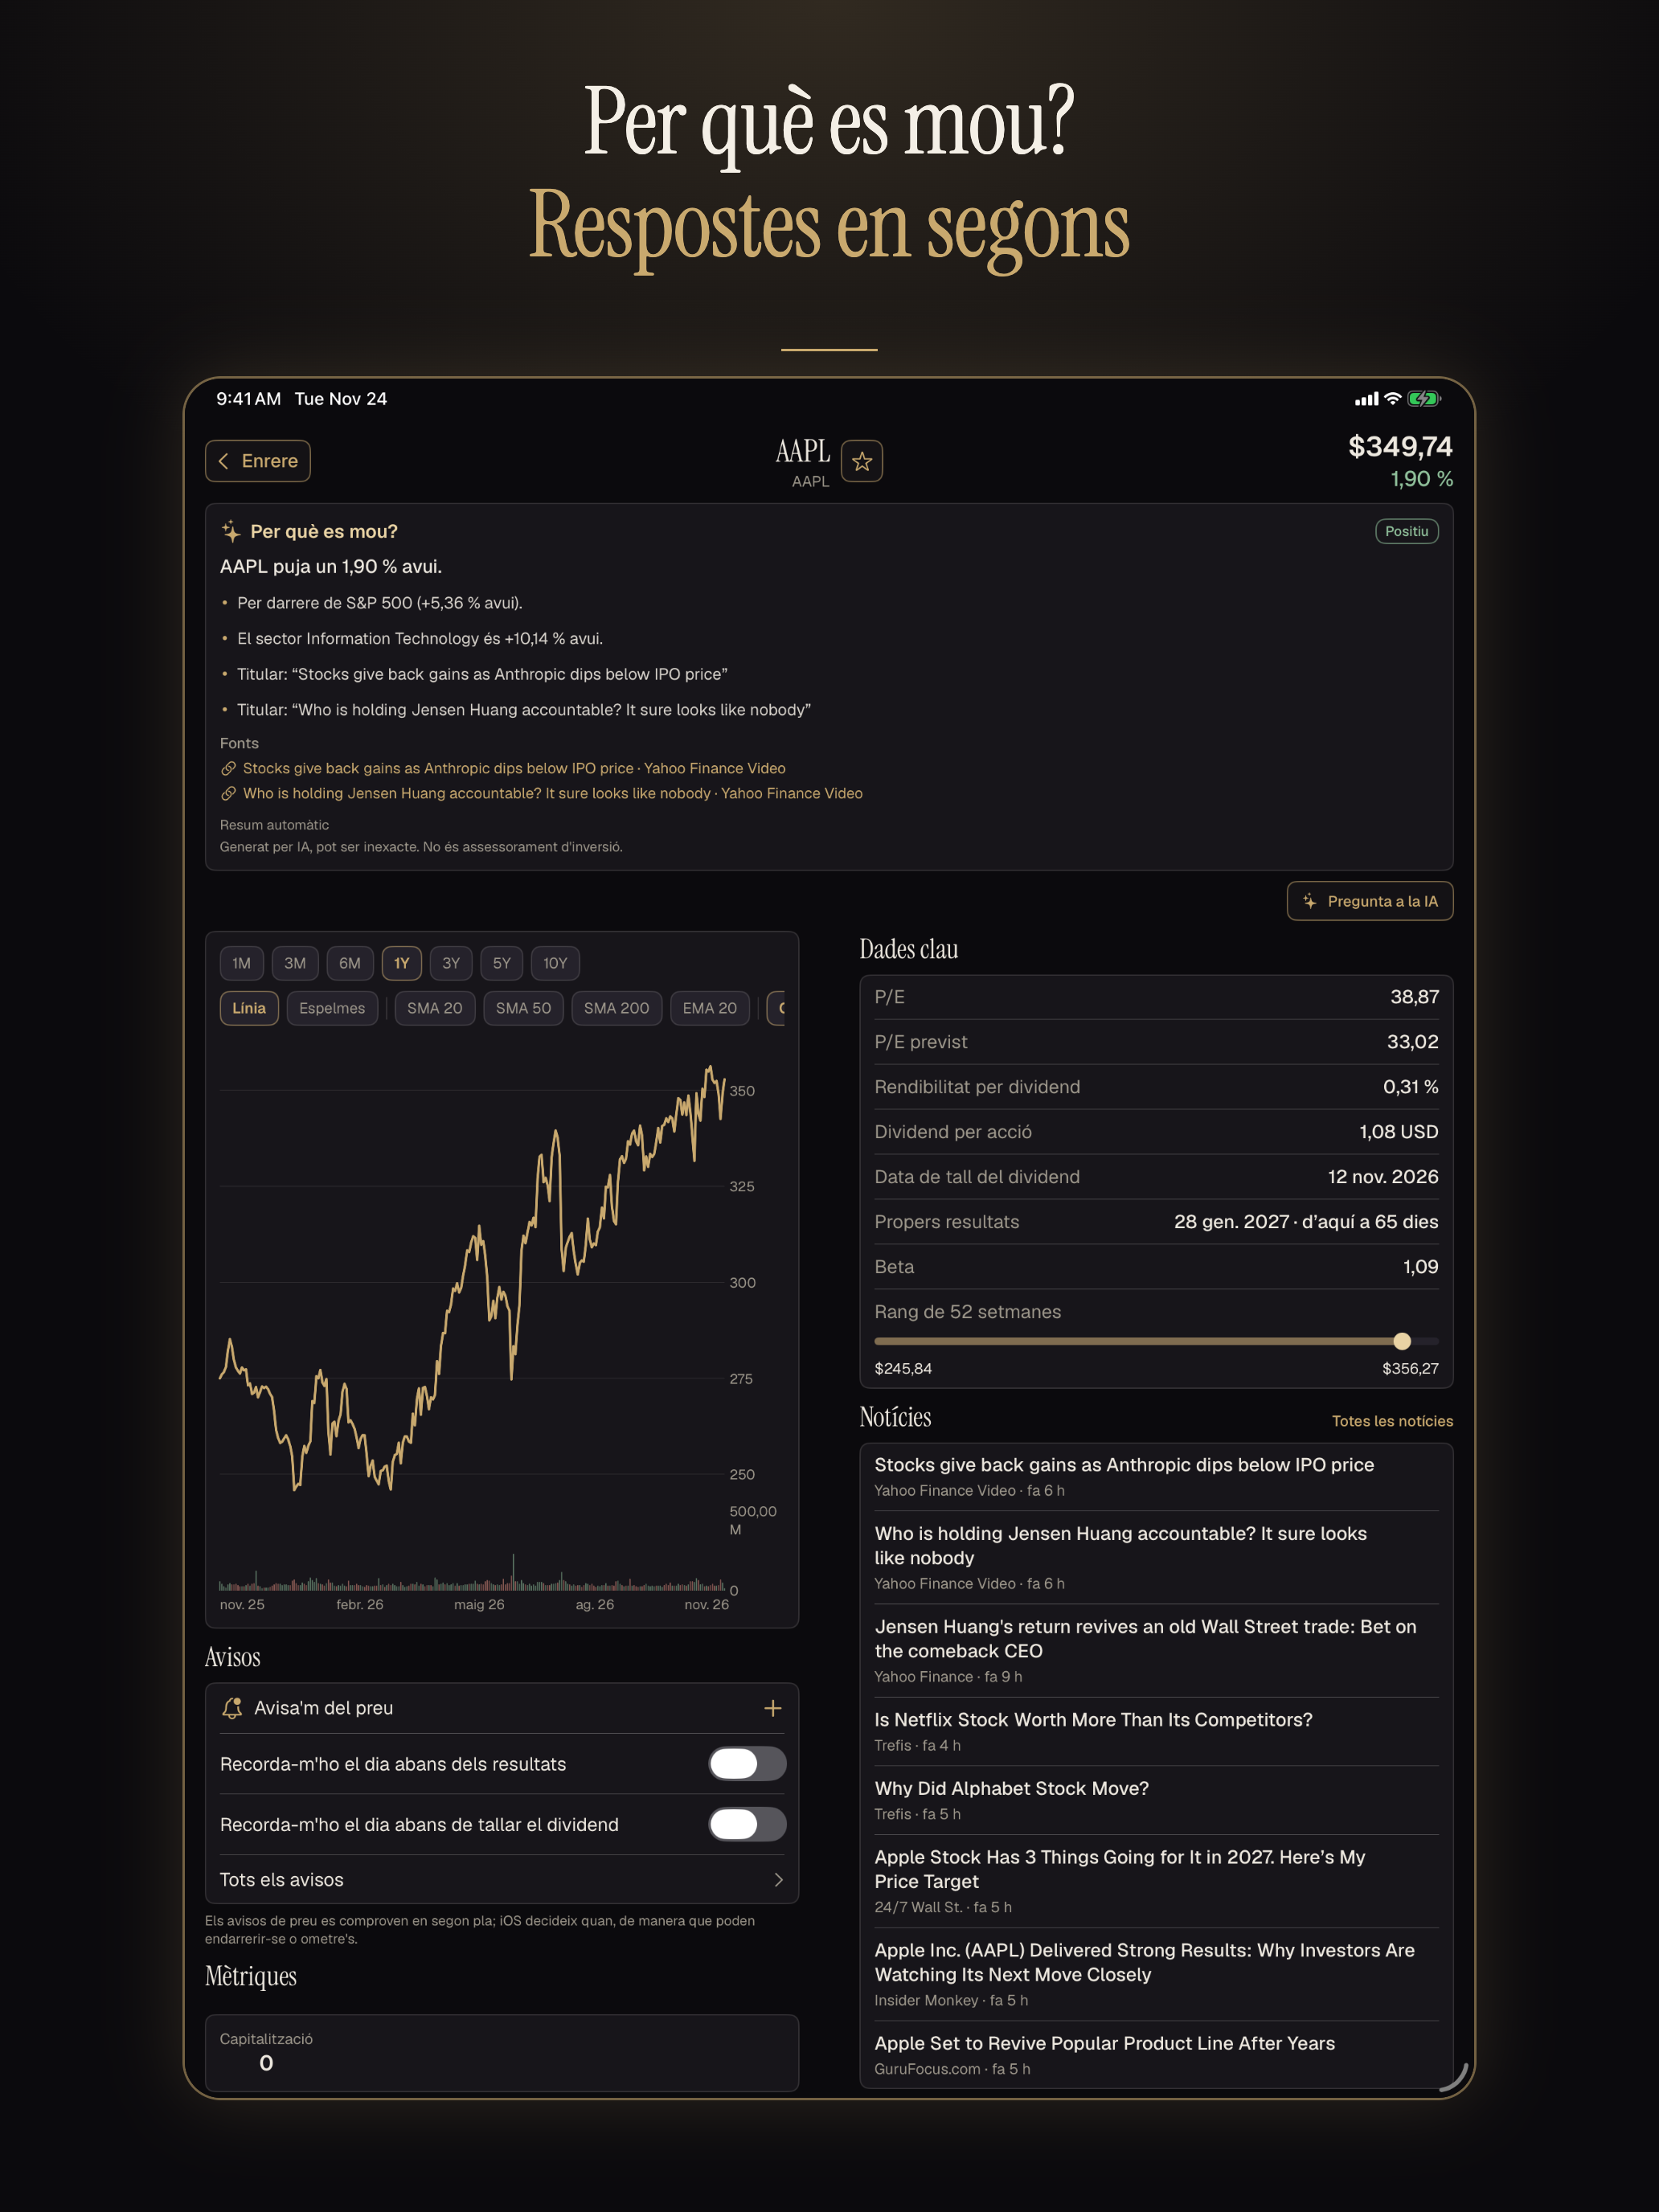 Per què es mou?
Respostes en segons
9:41 AM Tue Nov 24
Enrere
AAPL
AAPL
$349,74
1,90 %
Per què es mou?
Positiu
AAPL puja un 1,90 % avui.
• Per darrere de S&P 500 (+5,36 % avui).
• El sector Information Technology és +10,14 % avui.
• Titular: “Stocks give back gains as Anthropic dips below IPO price”
• Titular: “Who is holding Jensen Huang accountable? It sure looks like nobody”
Fonts
Stocks give back gains as Anthropic dips below IPO price · Yahoo Finance Video
Who is holding Jensen Huang accountable? It sure looks like nobody · Yahoo Finance Video
Resum automàtic
Generat per IA, pot ser inexacte. No és assessorament d'inversió.
Pregunta a la IA
1M 3M 6M 1Y 3Y 5Y 10Y
Línia Espelmes SMA 20 SMA 50 SMA 200 EMA 20
350
325
300
275
250
500,00
M
0
nov. 25 febr. 26 maig 26 ag. 26 nov. 26
Avisos
Avisa'm del preu
Recorda-m'ho el dia abans dels resultats
Recorda-m'ho el dia abans de tallar el dividend
Tots els avisos
Els avisos de preu es comproven en segon pla; iOS decideix quan, de manera que poden
endarrerir-se o ometre's.
Mètriques
Capitalització
0
Dades clau
P/E 38,87
P/E previst 33,02
Rendibilitat per dividend 0,31 %
Dividend per acció 1,08 USD
Data de tall del dividend 12 nov. 2026
Propers resultats 28 gen. 2027 · d’aquí a 65 dies
Beta 1,09
Rang de 52 setmanes
$245,84 $356,27
Notícies
Totes les notícies
Stocks give back gains as Anthropic dips below IPO price
Yahoo Finance Video · fa 6 h
Who is holding Jensen Huang accountable? It sure looks
like nobody
Yahoo Finance Video · fa 6 h
Jensen Huang's return revives an old Wall Street trade: Bet on
the comeback CEO
Yahoo Finance · fa 9 h
Is Netflix Stock Worth More Than Its Competitors?
Trefis · fa 4 h
Why Did Alphabet Stock Move?
Trefis · fa 5 h
Apple Stock Has 3 Things Going for It in 2027. Here’s My
Price Target
24/7 Wall St. · fa 5 h
Apple Inc. (AAPL) Delivered Strong Results: Why Investors Are
Watching Its Next Move Closely
Insider Monkey · fa 5 h
Apple Set to Revive Popular Product Line After Years
GuruFocus.com · fa 5 h